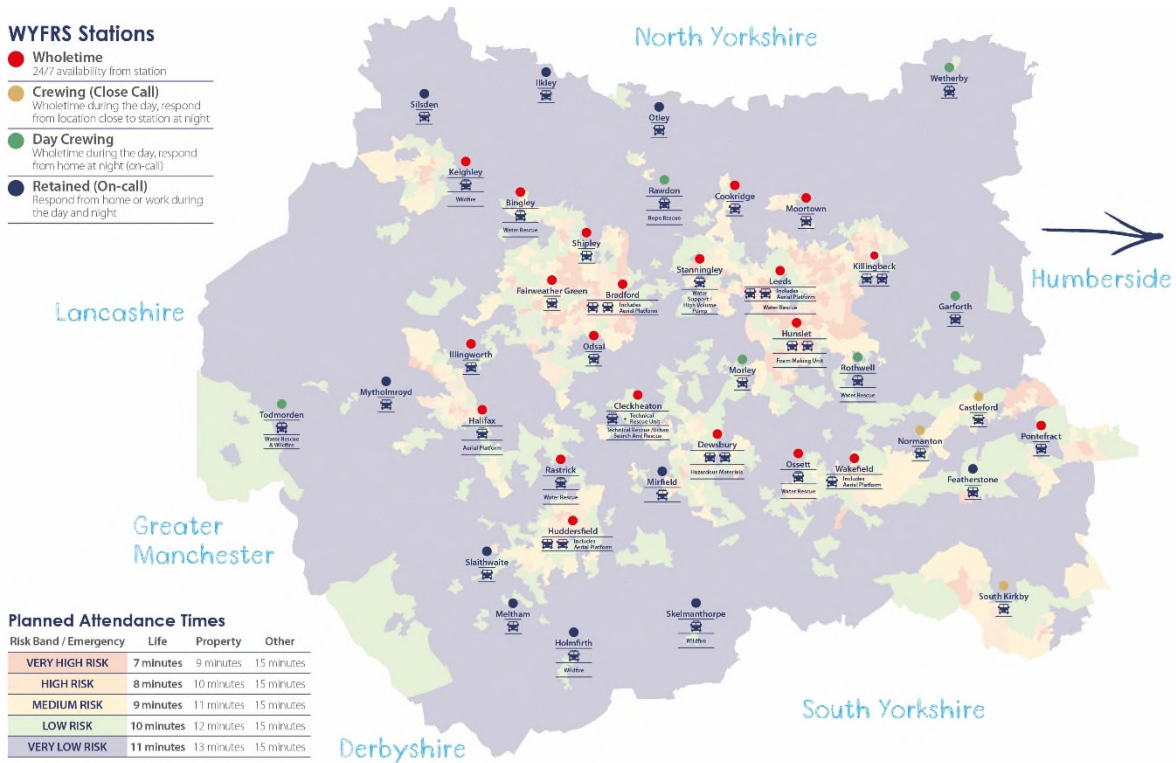 WYFRS Stations
Wholetime
24/7 availability from station
Crewing (Close Call)
Wholetime during the day, respond
from location close to station at night
Day Crewing
Wholetime during the day, respond
from home at night (on-call)
Retained (On-call)
Respond from home or work during
the day and night
North Yorkshire
Wetherby
Ilkley
Silsden
Otley
Keighley
Wildfire
Bingley
Water Rescue
Rawdon
Rope Rescue
Cookridge
Moortown
Shipley
Stanningley
Water
Support /
High Volume
Pump
Leeds
Includes
Aerial Platform
Water Rescue
Killingbeck
Humberside
Fairweather Green
Bradford
Includes
Aerial Platform
Lancashire
Garforth
Hunslet
Foam Making Unit
Odsal
Illingworth
Morley
Rothwell
Water Rescue
Mytholmroyd
Todmorden
Water Rescue
& Wildfire
Halifax
Aerial Platform
Cleckheaton
+ Technical
Rescue Unit
Technical Rescue /Urban
Search And Rescue
Castleford
Normanton
Pontefract
Dewsbury
Hazardous Materials
Rastrick
Water Rescue
Mirfield
Ossett
Water Rescue
Wakefield
Includes
Aerial Platform
Featherstone
Greater
Manchester
Huddersfield
Includes
Aerial Platform
Slaithwaite
South Kirkby
Meltham
Skelmanthorpe
Wildfire
Holmfirth
Wildfire
Planned Attendance Times
Risk Band / Emergency Life Property Other
VERY HIGH RISK 7 minutes 9 minutes 15 minutes
HIGH RISK 8 minutes 10 minutes 15 minutes
MEDIUM RISK 9 minutes 11 minutes 15 minutes
LOW RISK 10 minutes 12 minutes 15 minutes
VERY LOW RISK 11 minutes 13 minutes 15 minutes
South Yorkshire
Derbyshire